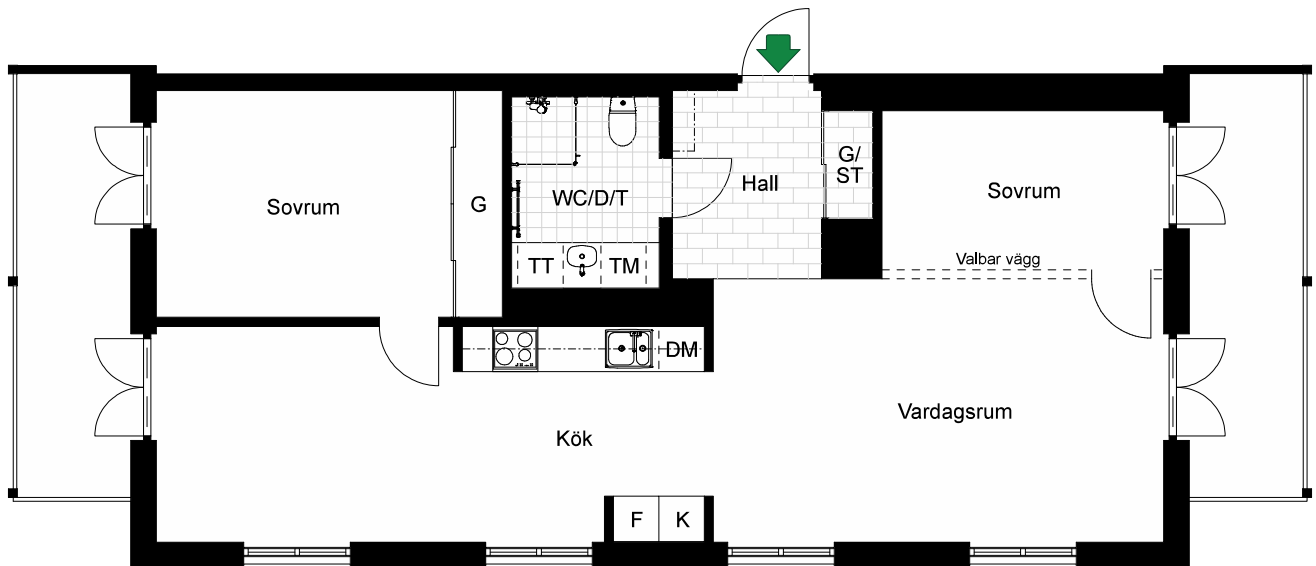 Sovrum
G
WC/D/T
TT
TM
Hall
G/
ST
Sovrum
Valbar vägg
DM
Kök
Vardagsrum
F
K